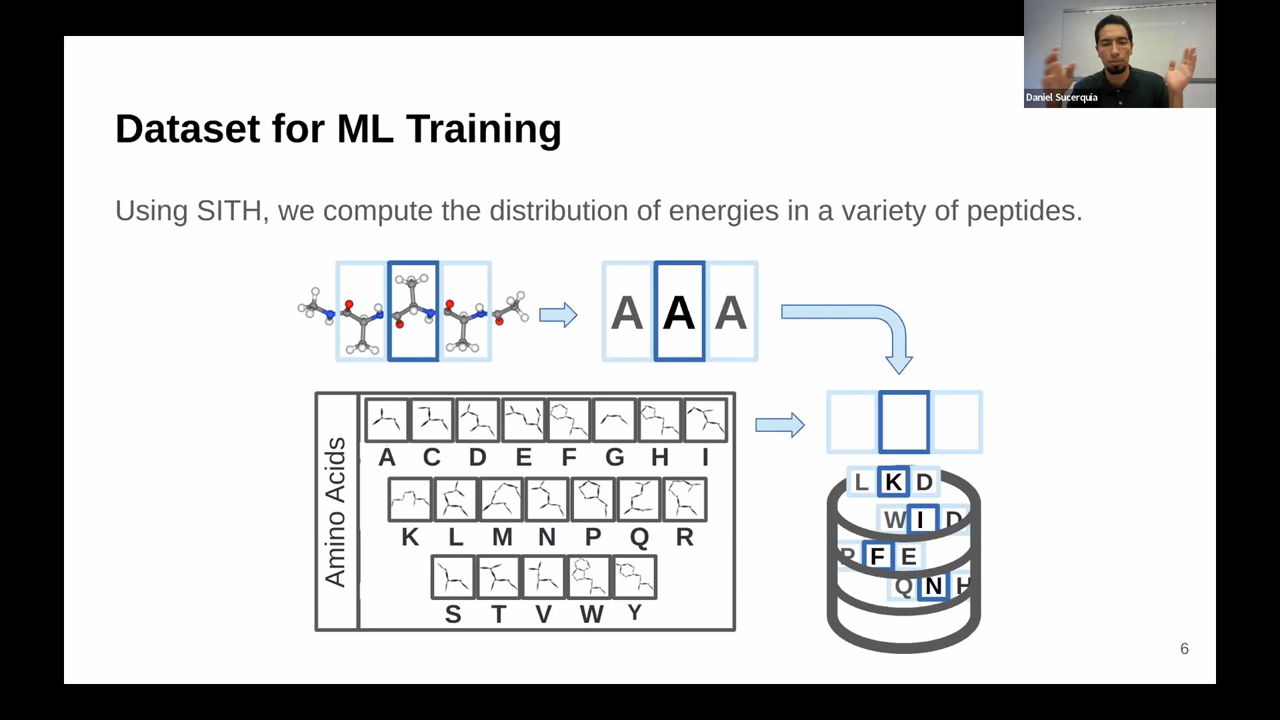 Daniel Sucerquia
Dataset for ML Training
Using SITH, we compute the distribution of energies in a variety of peptides.
A A A
Amino Acids
A C D E F G H I
K L M N P Q R
S T V W Y
L K D
W I D
P F E
Q N H
6